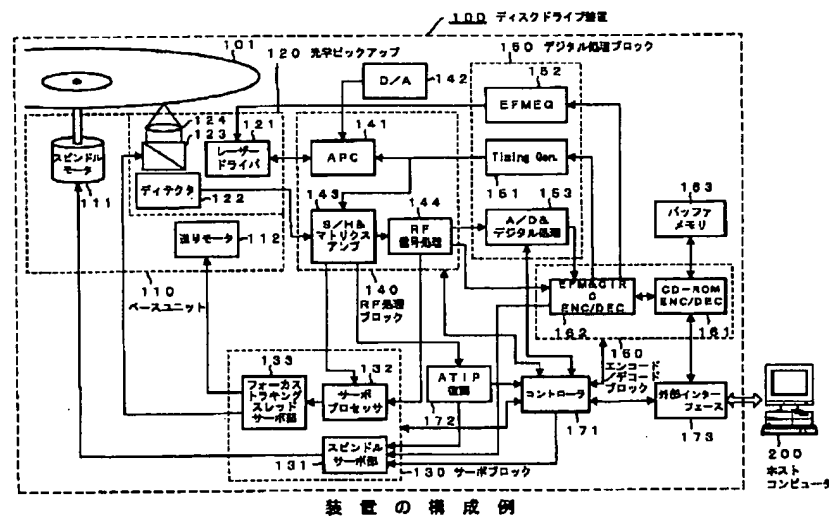 100 ディスクドライブ装置
101
120 光学ピックアップ
150 デジタル処理ブロック
D/A
142
152
EFMEQ
124
123
121
レーザー
ドライバ
141
APC
スピンドル
モータ
111
ディテクタ
122
Timing Gen.
151
153
143
144
163
S/H&
マトリクス
アンプ
RF
信号処理
A/D&
デジタル処理
バッファ
メモリ
送りモータ
112
110
ベースユニット
140
RF処理
ブロック
EFM&CIR
C
ENC/DEC
162
CD-ROM
ENC/DEC
161
160
エンコード
/デコード
ブロック
133
フォーカス
トラキング
スレッド
サーボ部
132
サーボ
プロセッサ
ATIP
復調
172
コントローラ
171
外部インター
フェース
173
131
スピンドル
サーボ部
130 サーボブロック
200
ホスト
コンピュータ
装置の構成例